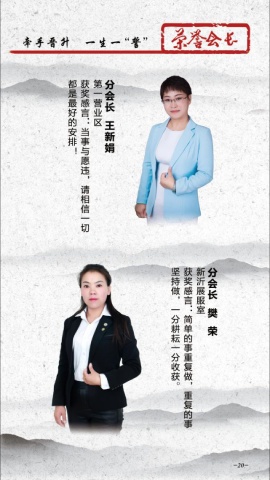 牵手晋升 一生一“誉”
荣誉会长
分会长 王新娟
第一营业区
获奖感言：当事与愿违，请相信一切
都是最好的安排！
分会长 樊 荣
新沂展服室
获奖感言：简单的事重复做，重复的事
坚持做，一分耕耘一分收获。
-20-